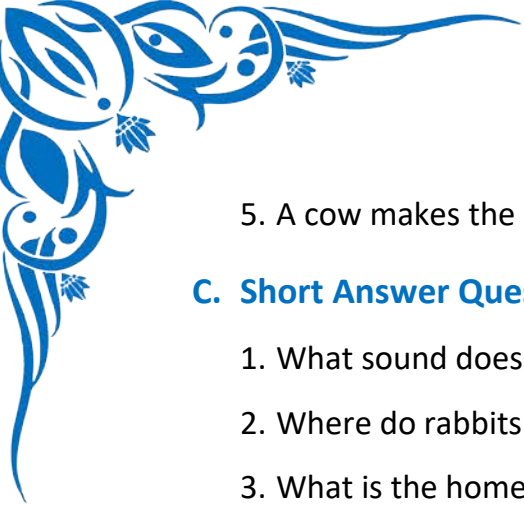 5. A cow makes the
C. Short Answer
1. What sound does
2. Where do rabbits
3. What is the home